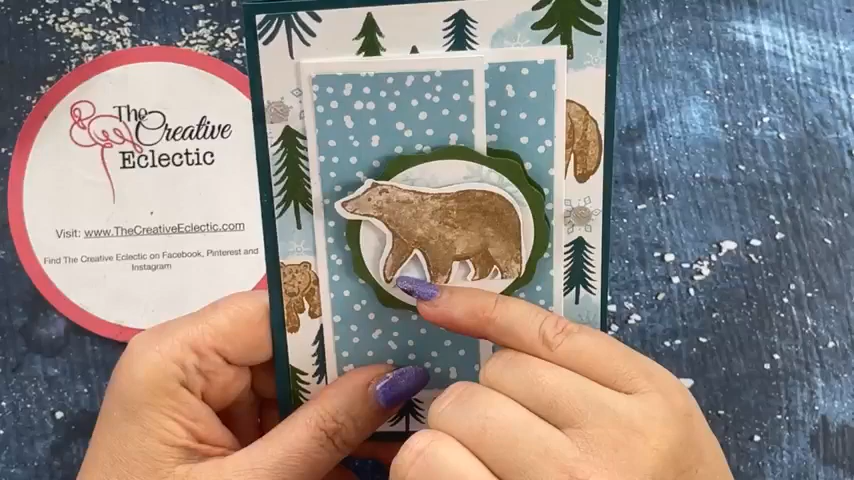 The
Creative
Eclectic
Visit: www.TheCreativeEclectic.com
Find The Creative Eclectic on Facebook, Pinterest and
Instagram